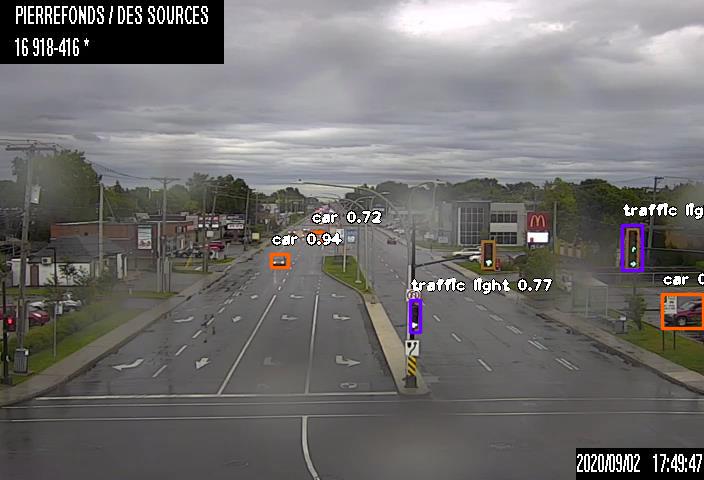 PIERREFONDS / DES SOURCES
16 918-416 *
car 0.72
car 0.94
traffic lig
traffic light 0.77
car 0
2020/09/02 17:49:47